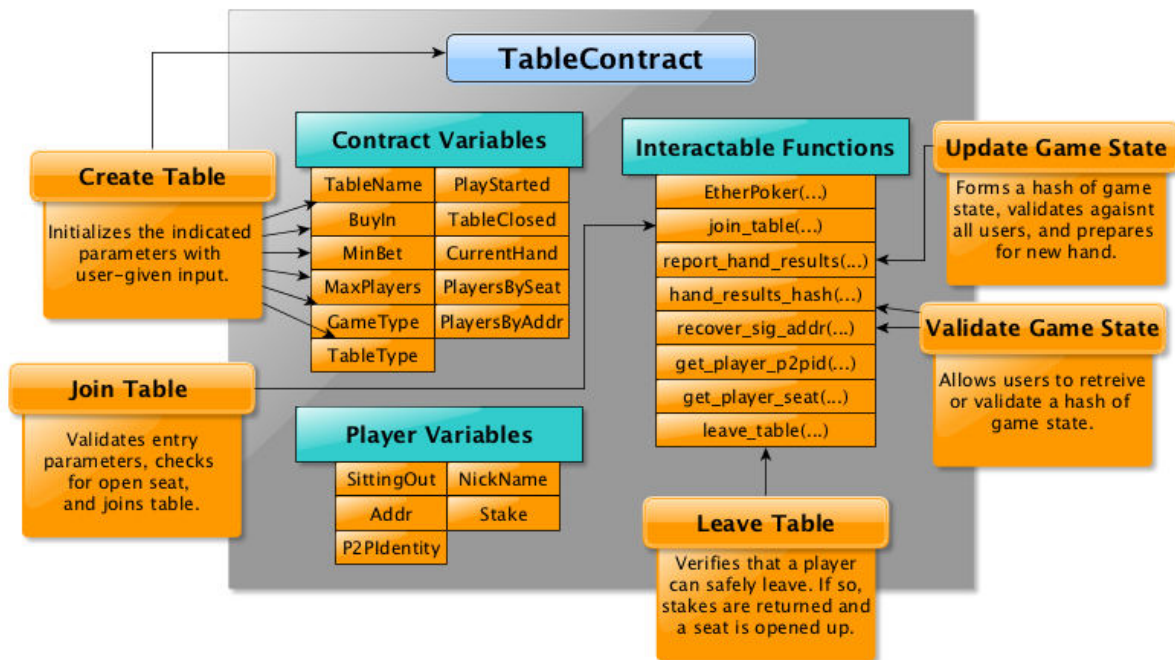 TableContract
Create Table
Initializes the indicated
parameters with
user-given input.
Contract Variables
TableName
PlayStarted
BuyIn
TableClosed
MinBet
CurrentHand
MaxPlayers
PlayersBySeat
GameType
PlayersByAddr
TableType
Interactable Functions
EtherPoker(...)
join_table(...)
report_hand_results(...)
hand_results_hash(...)
recover_sig_addr(...)
get_player_p2pid(...)
get_player_seat(...)
leave_table(...)
Update Game State
Forms a hash of game
state, validates agaisnt
all users, and prepares
for new hand.
Validate Game State
Allows users to retreive
or validate a hash of
game state.
Join Table
Validates entry
parameters, checks
for open seat,
and joins table.
Player Variables
SittingOut
NickName
Addr
Stake
P2PIdentity
Leave Table
Verifies that a player
can safely leave. If so,
stakes are returned and
a seat is opened up.